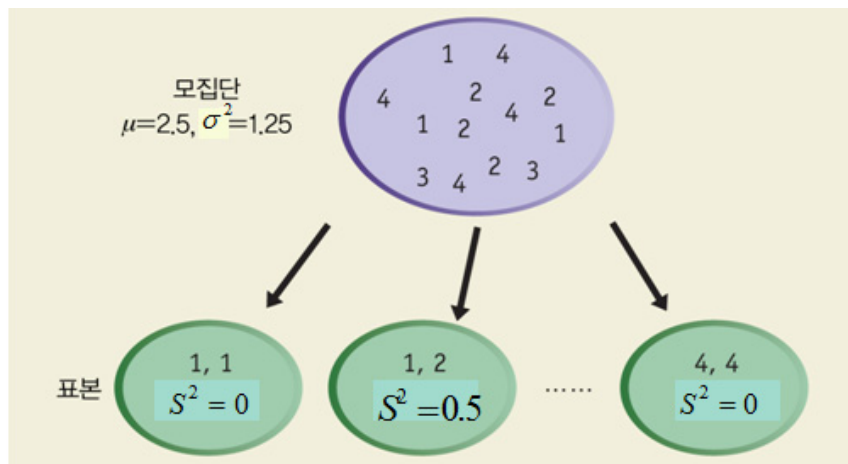 1 4
4 2 2
4
1 2 1
2
3 4 3
모집단
μ=2.5, σ²=1.25
표본
1, 1
S² = 0
1, 2
S² =0.5
......
4, 4
S² = 0